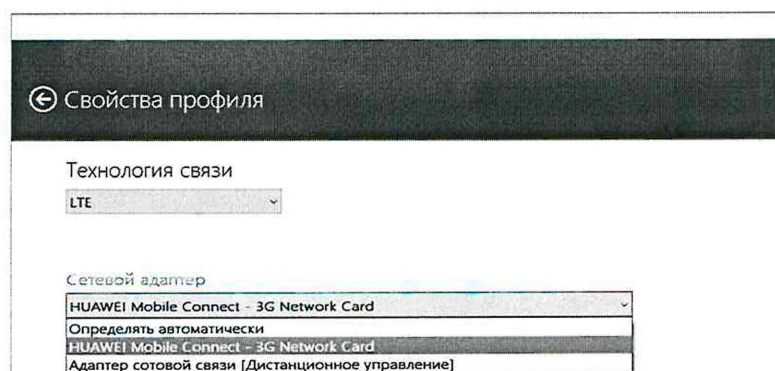 Свойства профиля
Технология связи
LTE
Сетевой адаптер
HUAWEI Mobile Connect - 3G Network Card
Определять автоматически
HUAWEI Mobile Connect - 3G Network Card
Адаптер сотовой связи [Дистанционное управление]